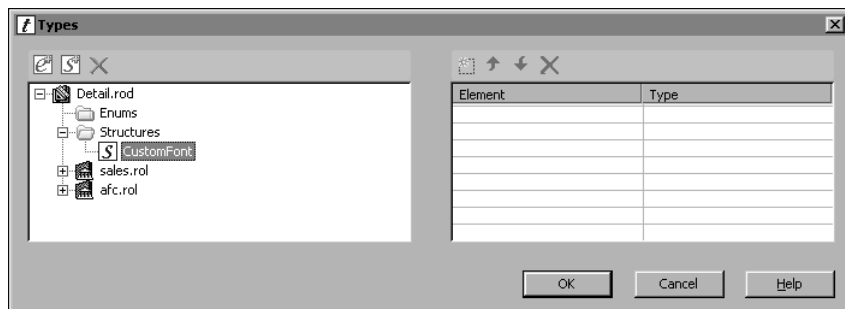 t Types
e S
Detail.rod
Enums
Structures
S CustomFont
sales.rol
afc.rol
Element Type
OK Cancel Help